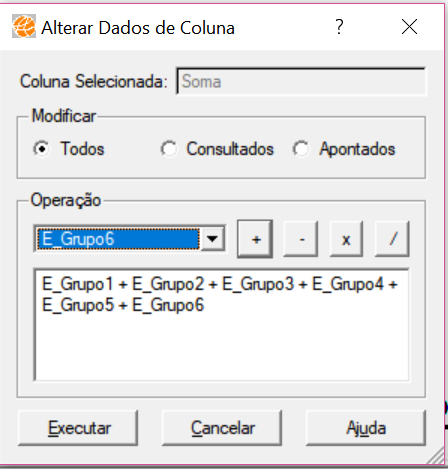 Alterar Dados de Coluna ?
Coluna Selecionada: Soma
Modificar
Todos Consultados Apontados
Operação
E_Grupo6 + - x /
E_Grupo1 + E_Grupo2 + E_Grupo3 + E_Grupo4 +
E_Grupo5 + E_Grupo6
Executar Cancelar Ajuda